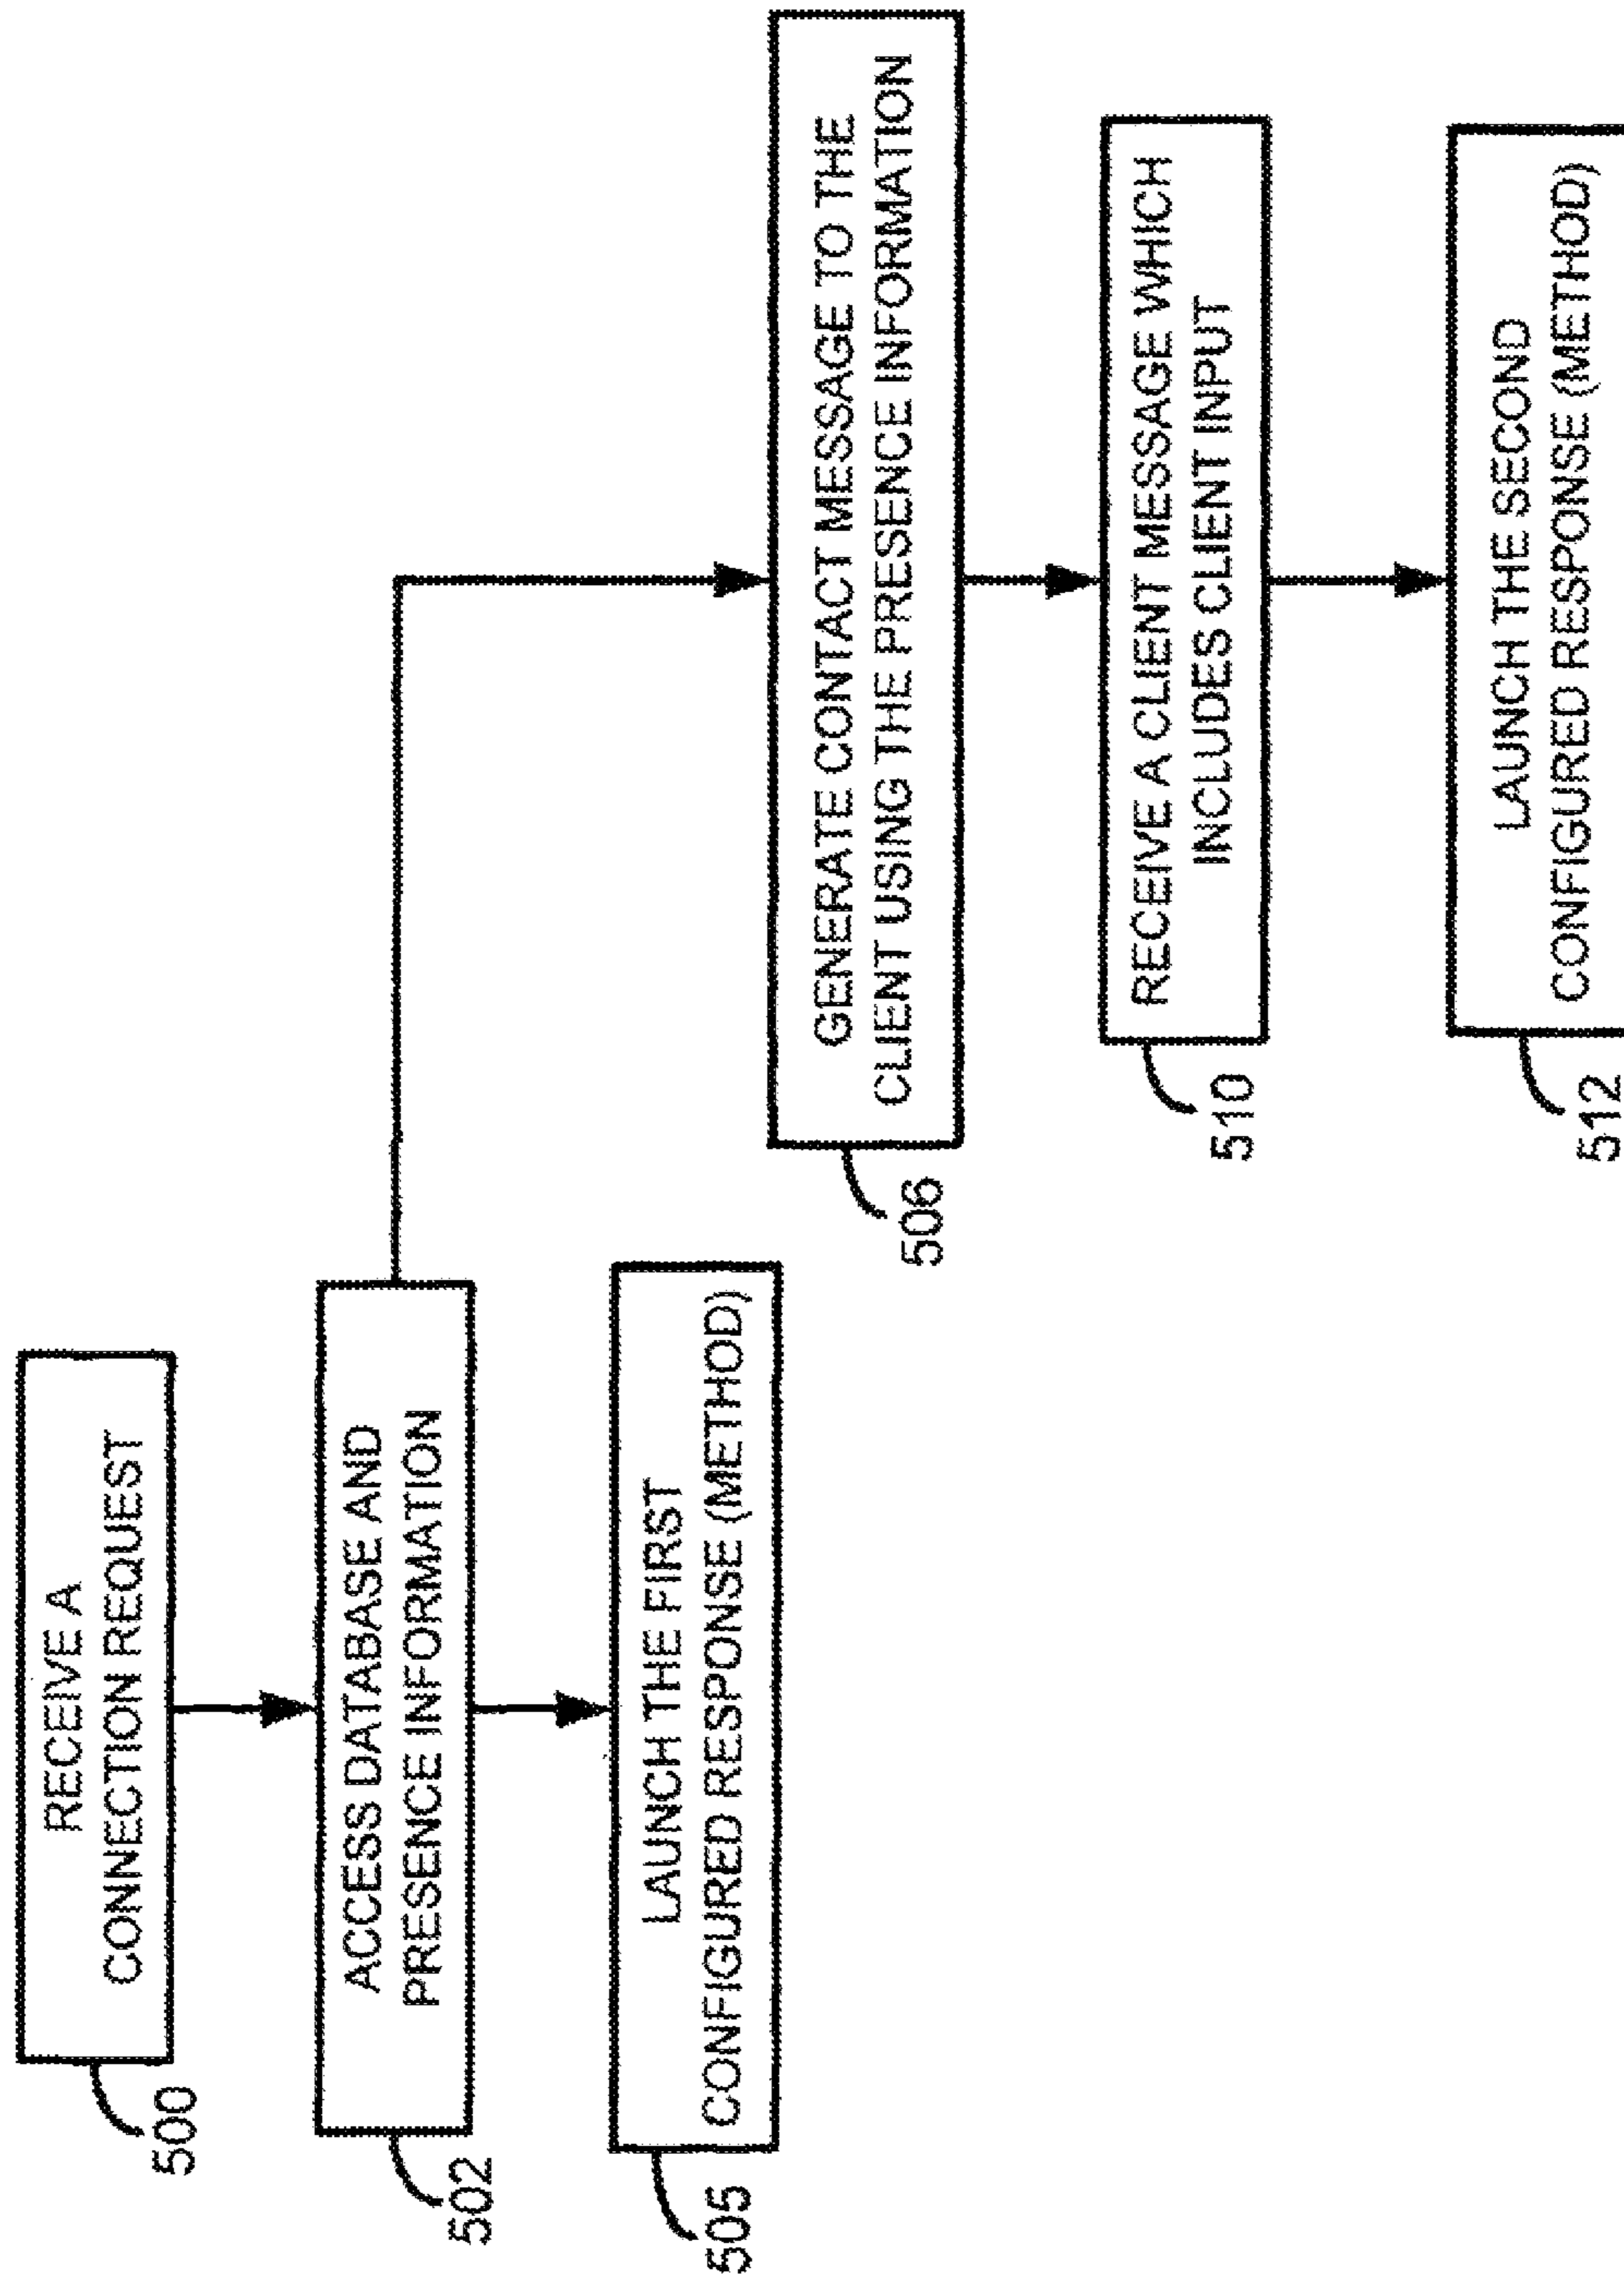 RECEIVE A
CONNECTION REQUEST
500
ACCESS DATABASE AND
PRESENCE INFORMATION
502
LAUNCH THE FIRST
CONFIGURED RESPONSE (METHOD)
505
GENERATE CONTACT MESSAGE TO THE
CLIENT USING THE PRESENCE INFORMATION
506
RECEIVE A CLIENT MESSAGE WHICH
INCLUDES CLIENT INPUT
510
LAUNCH THE SECOND
CONFIGURED RESPONSE (METHOD)
512